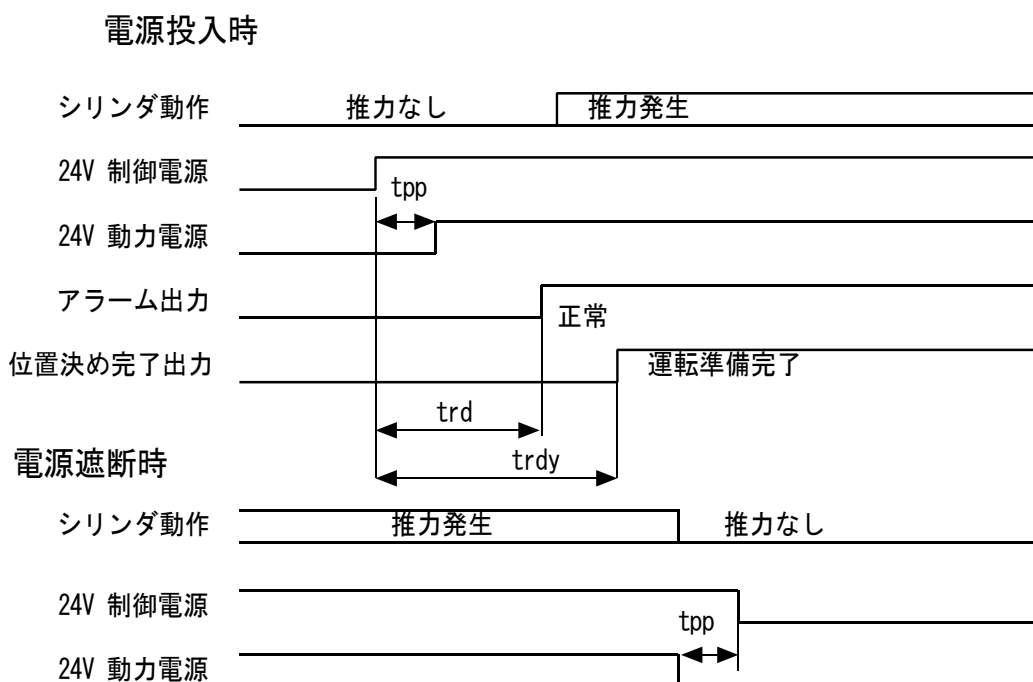 電源投入時
シリンダ動作 推力なし 推力発生
24V 制御電源
tpp
24V 動力電源
アラーム出力
正常
位置決め完了出力 運転準備完了
trd
trdy
電源遮断時
シリンダ動作 推力発生 推力なし
24V 制御電源
tpp
24V 動力電源